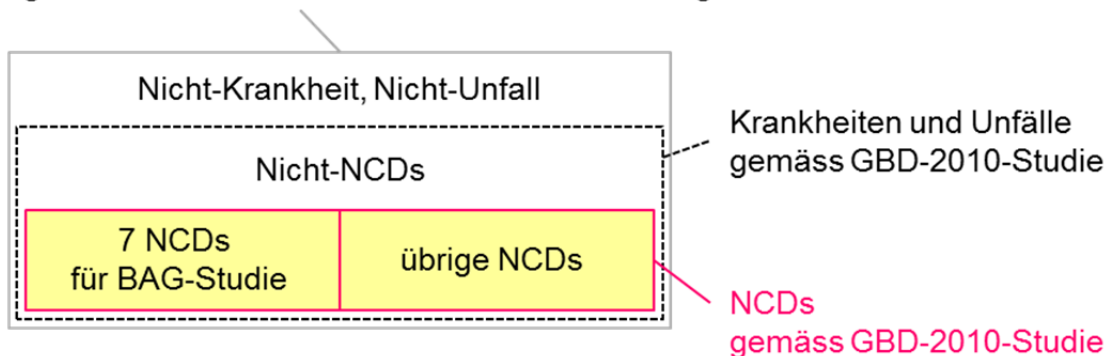 Nicht-Krankheit, Nicht-Unfall
Krankheiten und Unfälle
gemäss GBD-2010-Studie
Nicht-NCDs
7 NCDs
für BAG-Studie
übrige NCDs
NCDs
gemäss GBD-2010-Studie